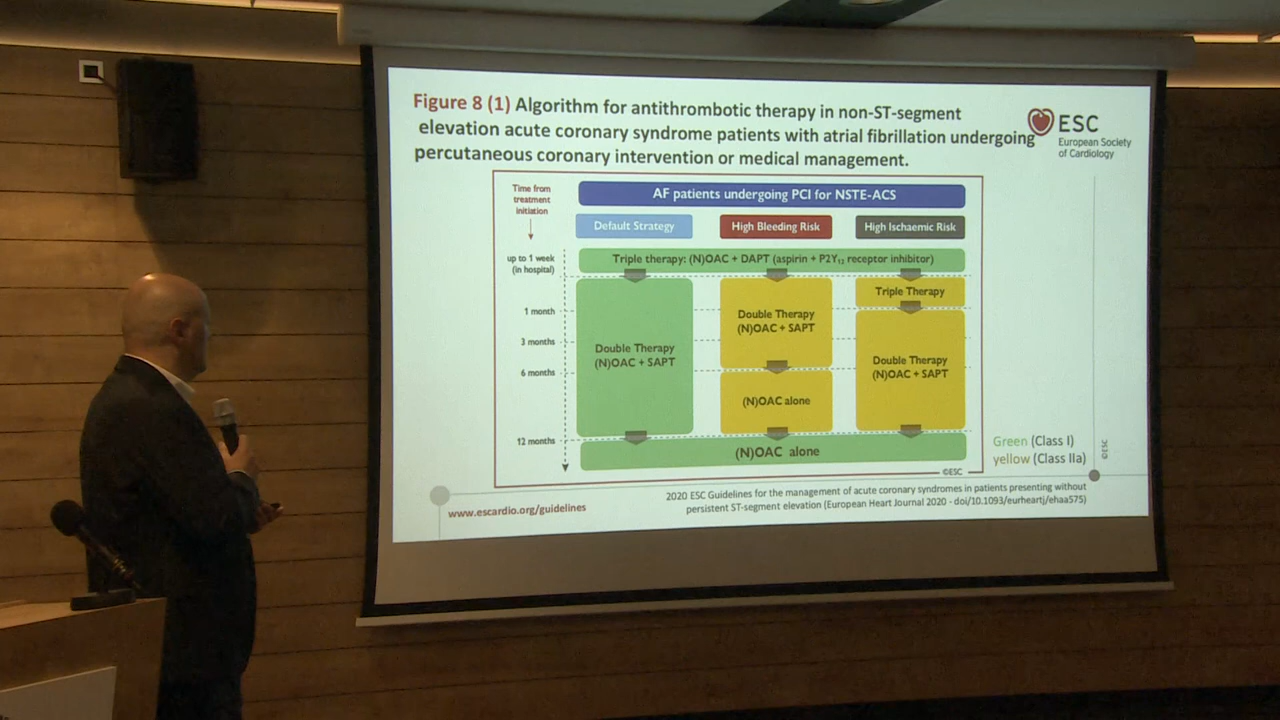 Figure 8 (1) Algorithm for antithrombotic therapy in non-ST-segment
elevation acute coronary syndrome patients with atrial fibrillation undergoing
percutaneous coronary intervention or medical management.
ESC
European Society
of Cardiology
Time from
treatment
initiation
AF patients undergoing PCI for NSTE-ACS
Default Strategy
High Bleeding Risk
High Ischaemic Risk
up to 1 week
(in hospital)
Triple therapy: (N)OAC + DAPT (aspirin + P2Y₁₂ receptor inhibitor)
Triple Therapy
1 month
Double Therapy
(N)OAC + SAPT
3 months
Double Therapy
(N)OAC + SAPT
Double Therapy
(N)OAC + SAPT
6 months
(N)OAC alone
12 months
(N)OAC alone
Green (Class I)
yellow (Class IIa)
©ESC
©ESC
www.escardio.org/guidelines
2020 ESC Guidelines for the management of acute coronary syndromes in patients presenting without
persistent ST-segment elevation (European Heart Journal 2020 - doi/10.1093/eurheartj/ehaa575)